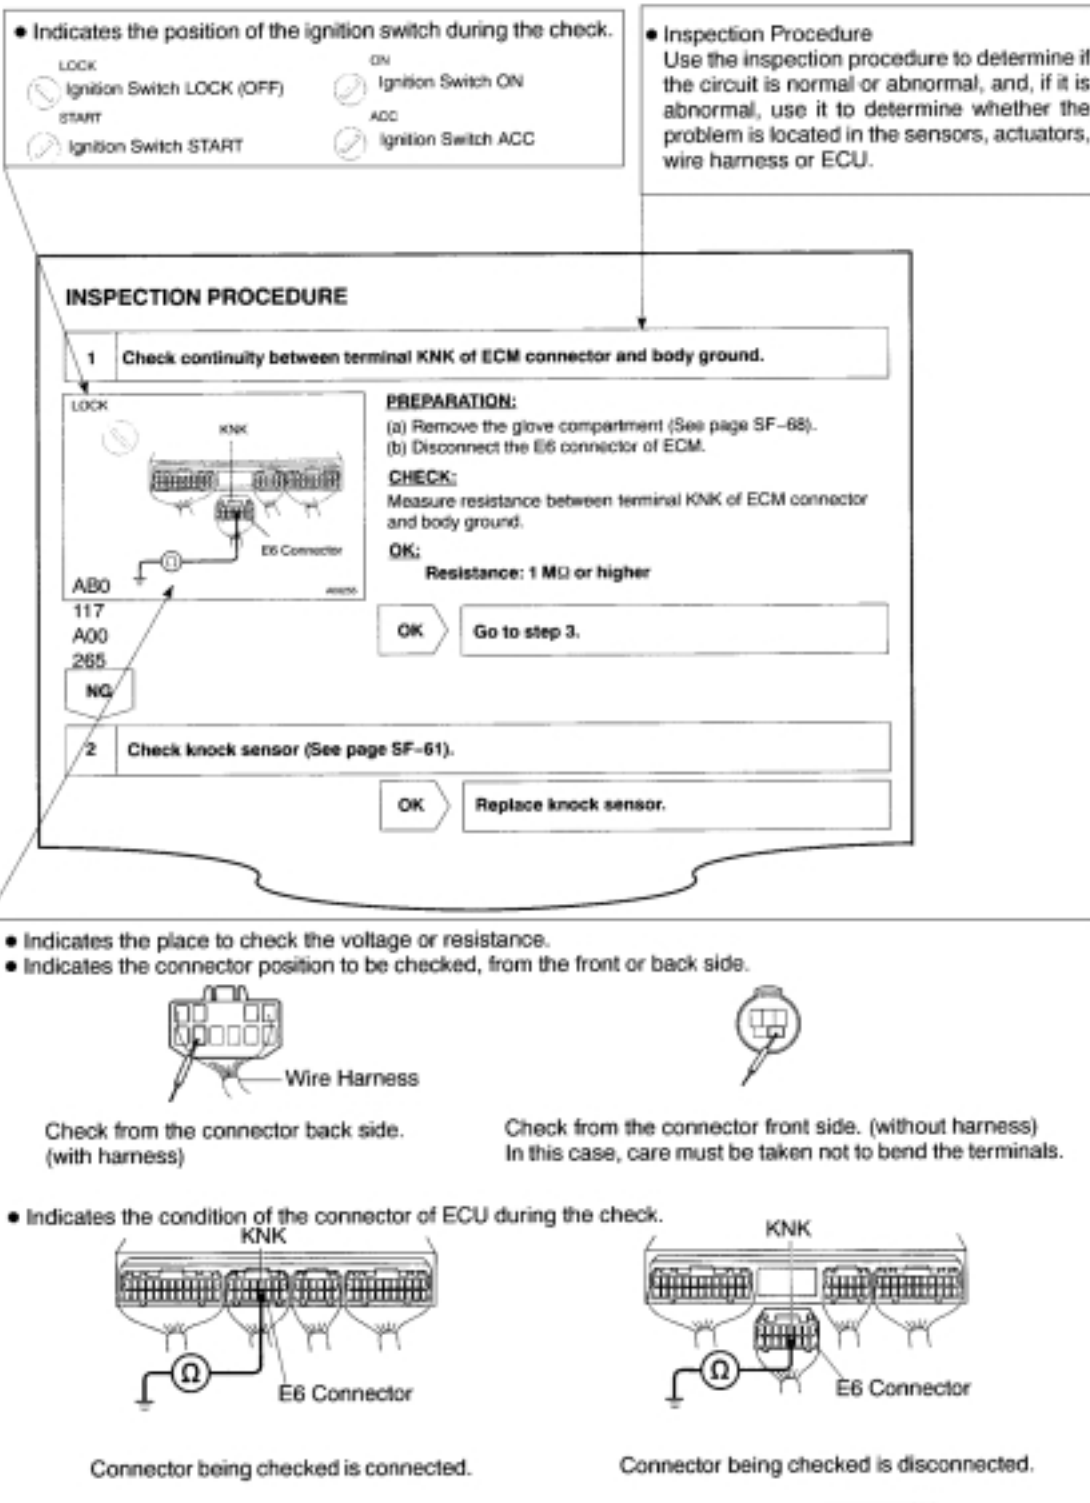 ● Indicates the position of the ignition switch during the check.
LOCK
Ignition Switch LOCK (OFF)
ON
Ignition Switch ON
START
Ignition Switch START
ACC
Ignition Switch ACC
● Inspection Procedure
Use the inspection procedure to determine if
the circuit is normal or abnormal, and, if it is
abnormal, use it to determine whether the
problem is located in the sensors, actuators,
wire harness or ECU.
INSPECTION PROCEDURE
1 Check continuity between terminal KNK of ECM connector and body ground.
LOCK
KNK
E6 Connector
Ω
AB0
117
A00
265
PREPARATION:
(a) Remove the glove compartment (See page SF–68).
(b) Disconnect the E6 connector of ECM.
CHECK:
Measure resistance between terminal KNK of ECM connector
and body ground.
OK:
Resistance: 1 MΩ or higher
OK Go to step 3.
NG
2 Check knock sensor (See page SF–61).
OK Replace knock sensor.
● Indicates the place to check the voltage or resistance.
● Indicates the connector position to be checked, from the front or back side.
Wire Harness
Check from the connector back side.
(with harness)
Check from the connector front side. (without harness)
In this case, care must be taken not to bend the terminals.
● Indicates the condition of the connector of ECU during the check.
KNK
Ω
E6 Connector
Connector being checked is connected.
KNK
Ω
E6 Connector
Connector being checked is disconnected.